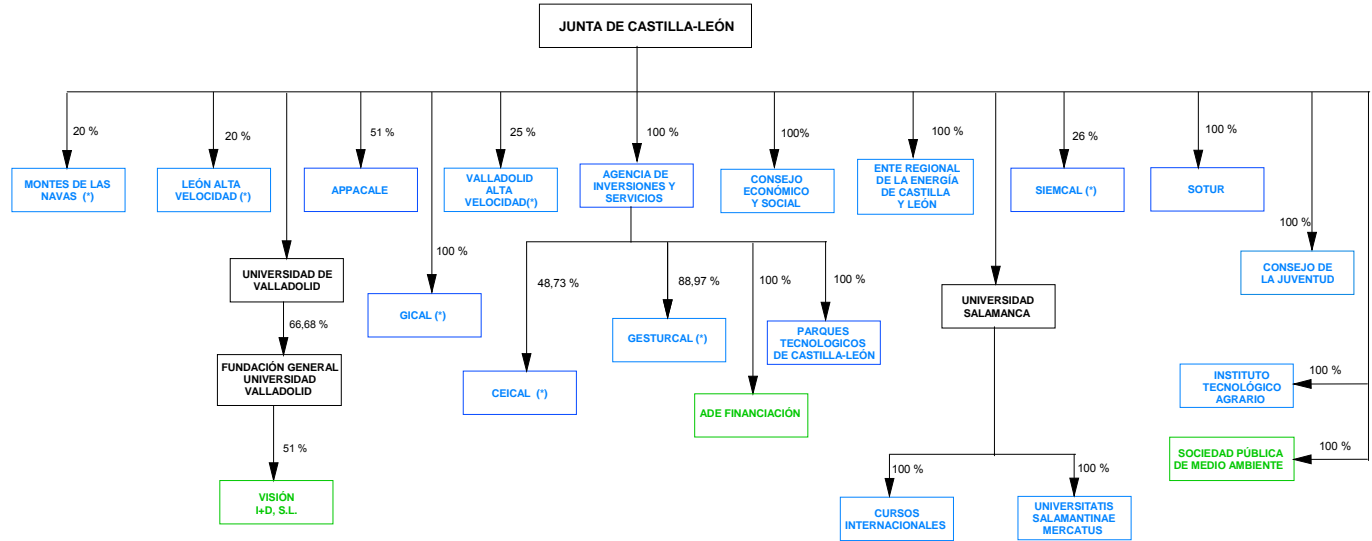 JUNTA DE CASTILLA-LEÓN
20 %
20 %
51 %
25 %
100 %
100%
100 %
26 %
100 %
MONTES DE LAS
NAVAS (*)
LEÓN ALTA
VELOCIDAD (*)
APPACALE
VALLADOLID
ALTA
VELOCIDAD(*)
AGENCIA DE
INVERSIONES Y
SERVICIOS
CONSEJO
ECONÓMICO
Y SOCIAL
ENTE REGIONAL
DE LA ENERGÍA
DE CASTILLA
Y LEÓN
SIEMCAL (*)
SOTUR
100 %
100 %
UNIVERSIDAD DE
VALLADOLID
GICAL (*)
48,73 %
88,97 %
100 %
100 %
CONSEJO DE
LA JUVENTUD
UNIVERSIDAD
SALAMANCA
66,68 %
GESTURCAL (*)
PARQUES
TECNOLOGICOS
DE CASTILLA-LEÓN
FUNDACIÓN GENERAL
UNIVERSIDAD
VALLADOLID
CEICAL (*)
ADE FINANCIACIÓN
INSTITUTO
TECNOLÓGICO
AGRARIO
100 %
51 %
SOCIEDAD PÚBLICA
DE MEDIO AMBIENTE
100 %
100 %
100 %
VISIÓN
I+D, S.L.
CURSOS
INTERNACIONALES
UNIVERSITATIS
SALAMANTINAE
MERCATUS